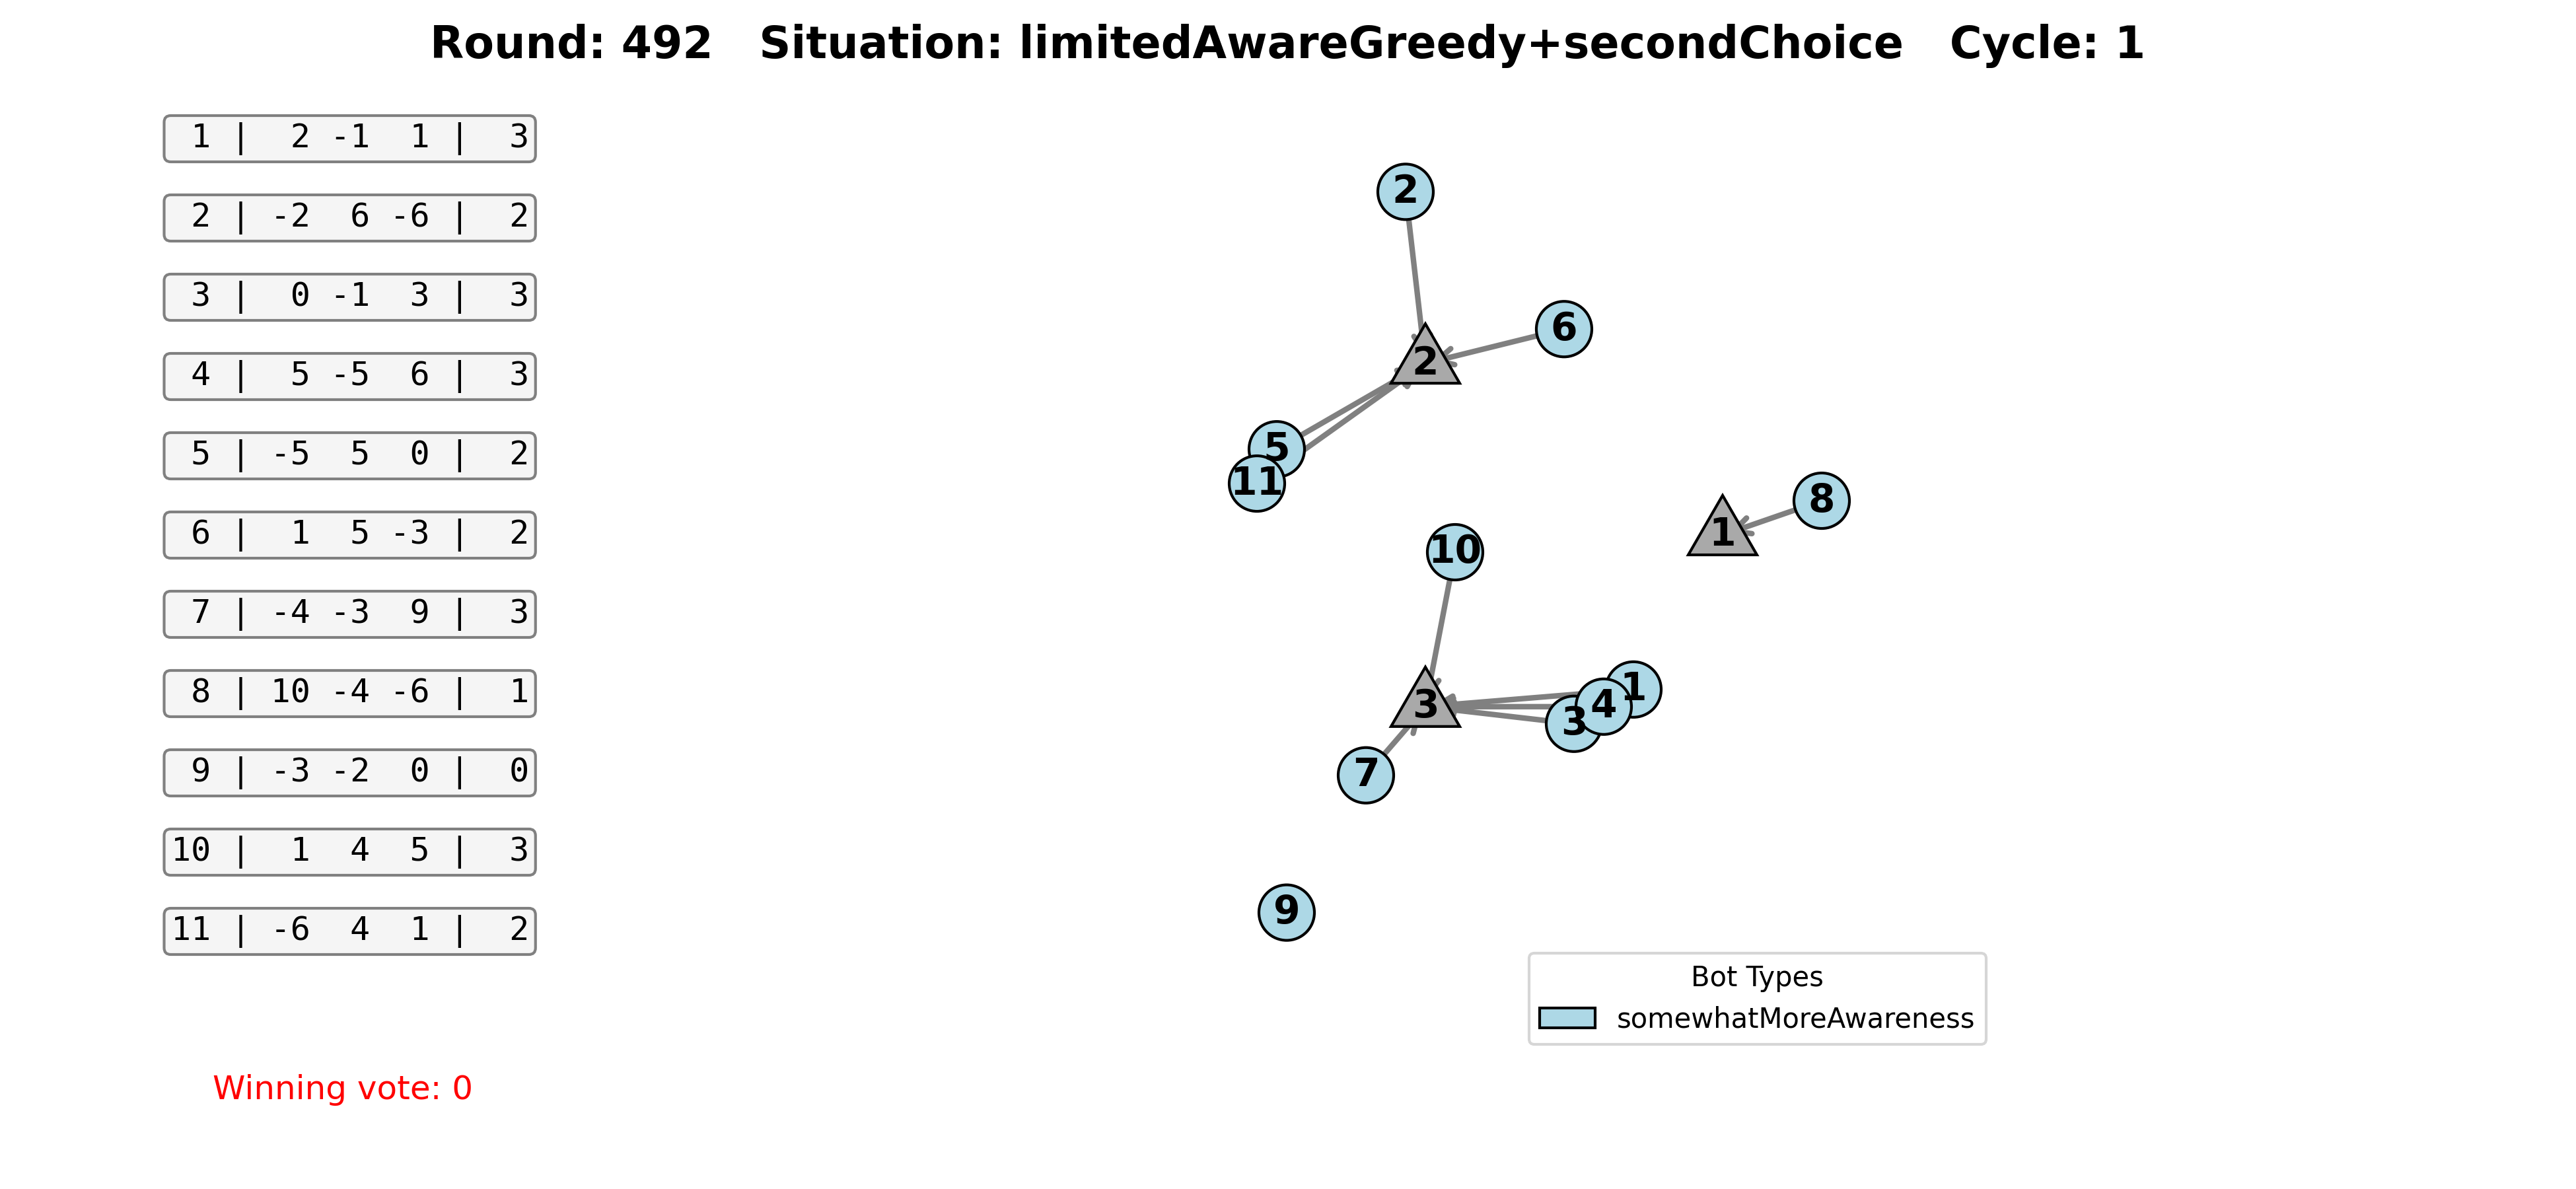 Round: 492   Situation: limitedAwareGreedy+secondChoice   Cycle: 1
1 |  2 -1  1 |  3
2 | -2  6 -6 |  2
3 |  0 -1  3 |  3
4 |  5 -5  6 |  3
5 | -5  5  0 |  2
6 |  1  5 -3 |  2
7 | -4 -3  9 |  3
8 | 10 -4 -6 |  1
9 | -3 -2  0 |  0
10 |  1  4  5 |  3
11 | -6  4  1 |  2
Winning vote: 0
2
6
2
5
11
8
1
10
1
4
3
3
7
9
Bot Types
somewhatMoreAwareness